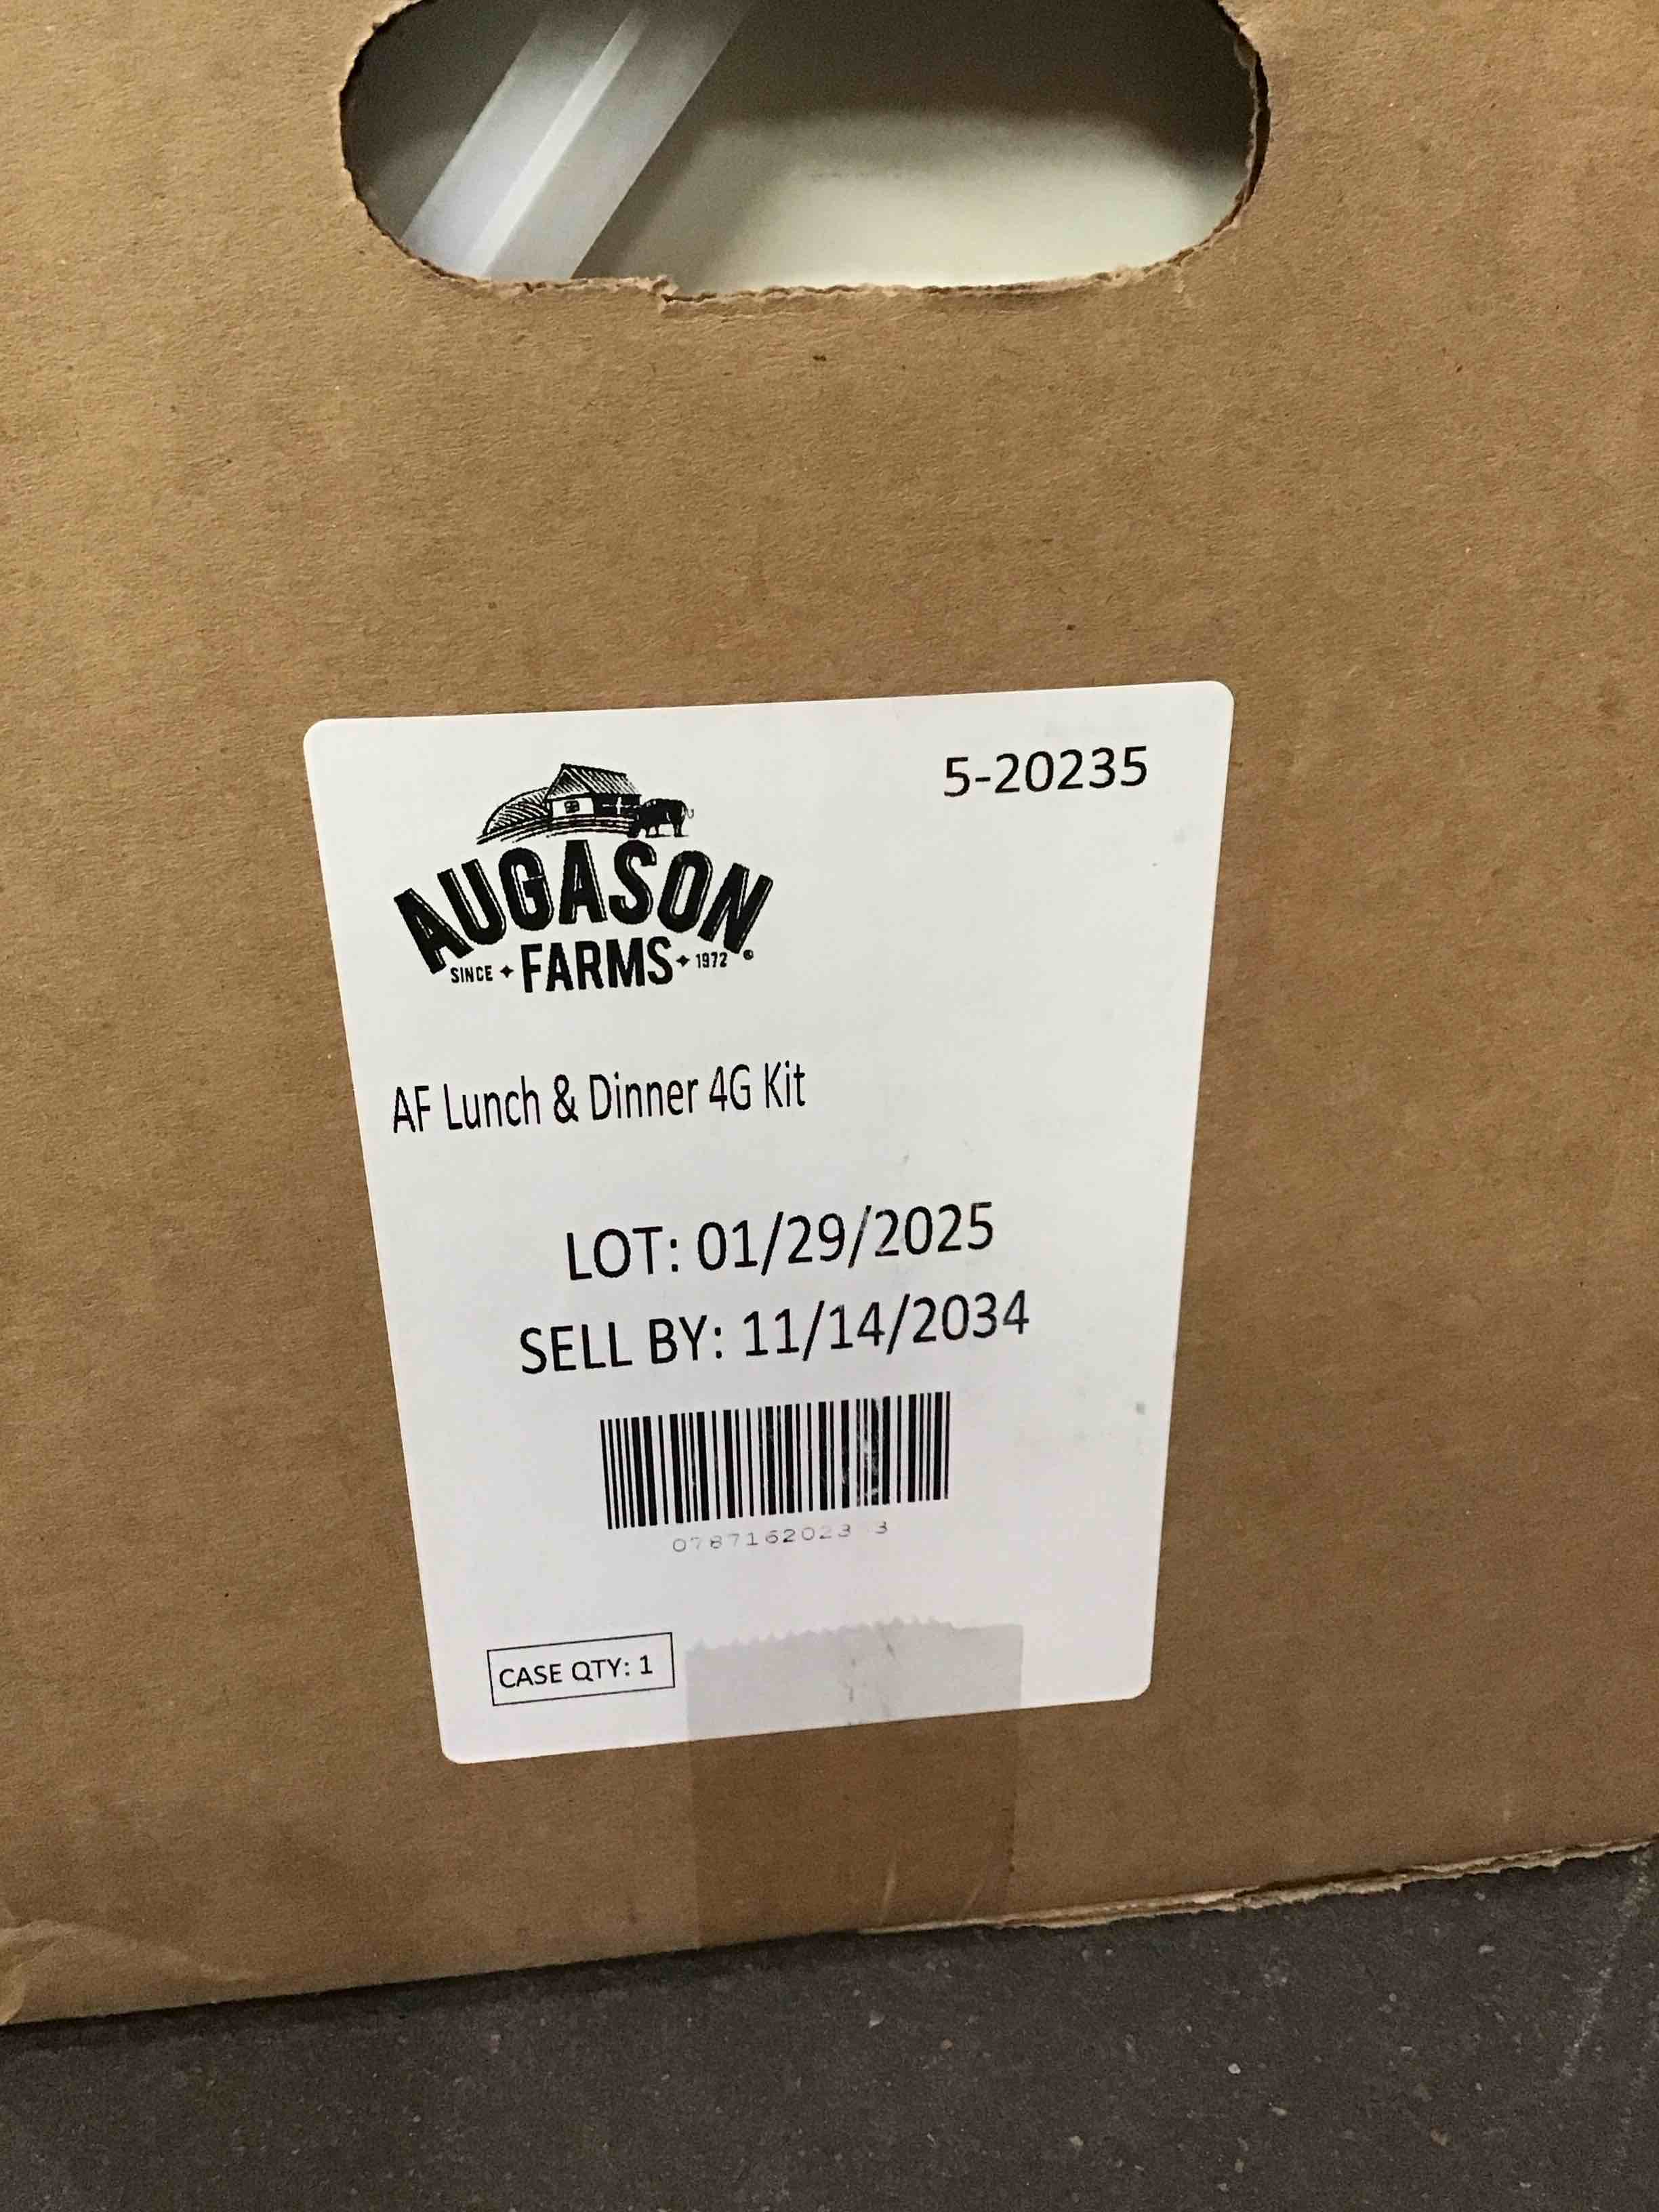 5-20235
AUGASON
SINCE FARMS 1972
AF Lunch & Dinner 4G Kit
LOT: 01/29/2025
SELL BY: 11/14/2034
CASE QTY: 1